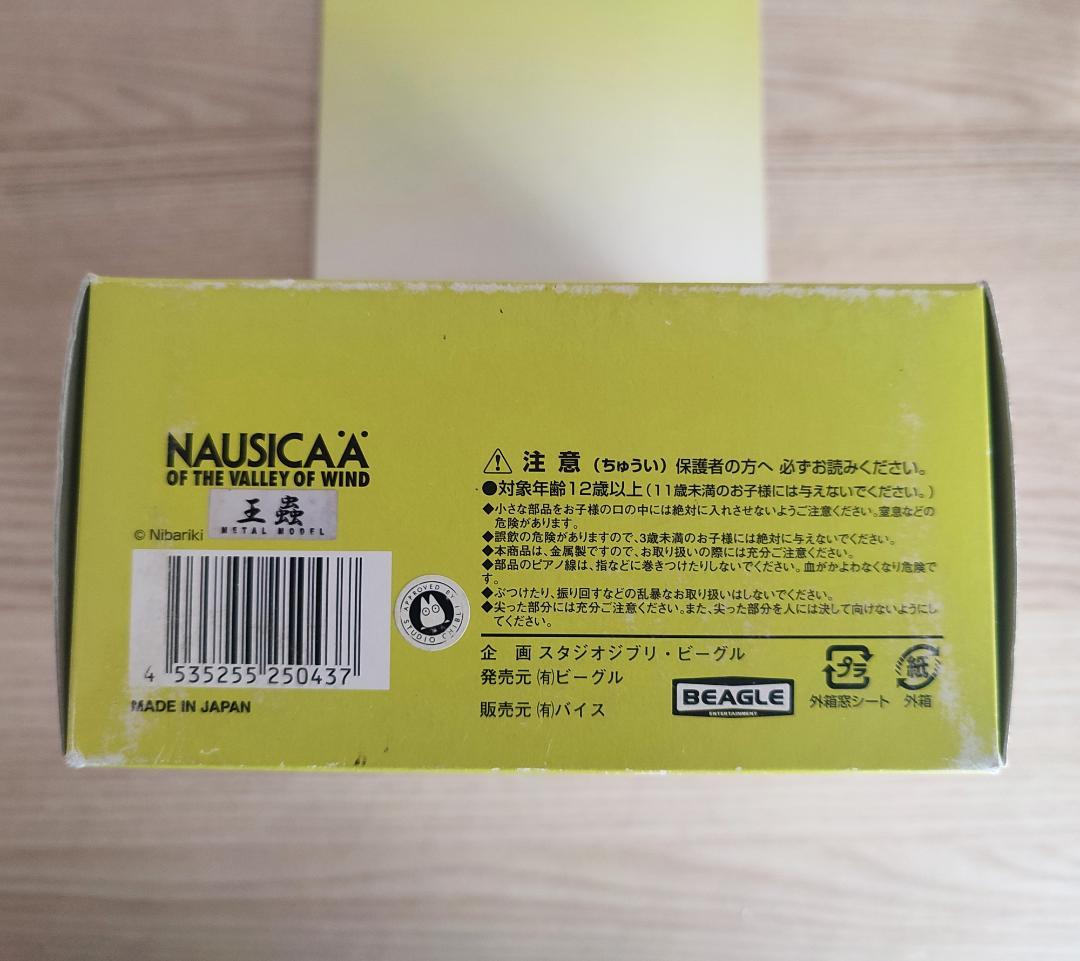 NAUSICAÄ
OF THE VALLEY OF WIND
王蟲
METAL MODEL
© Nibariki
4 535255 250437
MADE IN JAPAN
APPROVED BY
STUDIO GHIBLI
注意（ちゅうい）保護者の方へ 必ずお読みください。
●対象年齢12歳以上（11歳未満のお子様には与えないでください。）
◆小さな部品をお子様の口の中には絶対に入れさせないようご注意ください。窒息などの
危険があります。
◆誤飲の危険がありますので、3歳未満のお子様には絶対に与えないでください。
◆本商品は、金属製ですので、お取り扱いの際には充分ご注意ください。
◆部品のピアノ線は、指などに巻きつけたりしないでください。血がかよわなくなり危険で
す。
◆ぶつけたり、振り回すなどの乱暴なお取り扱いはしないでください。
◆尖った部分には充分ご注意ください。また、尖った部分を人には決して向けないようにし
てください。
企 画 スタジオジブリ・ビーグル
発売元 ㈲ビーグル
販売元 ㈲バイス
BEAGLE
ENTERTAINMENT
プラ
外箱窓シート
紙
外箱